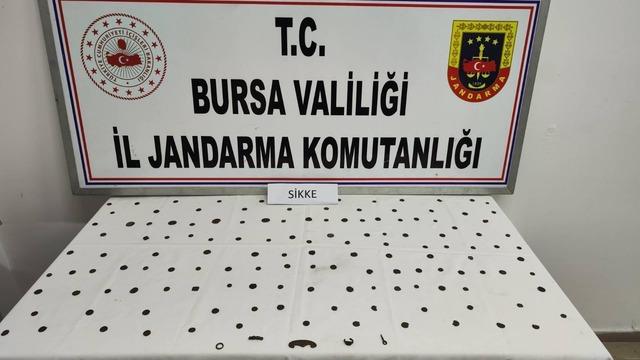 T.C.
BURSA VALİLİĞİ
İL JANDARMA KOMUTANLIĞI
JANDARMA
SİKKE